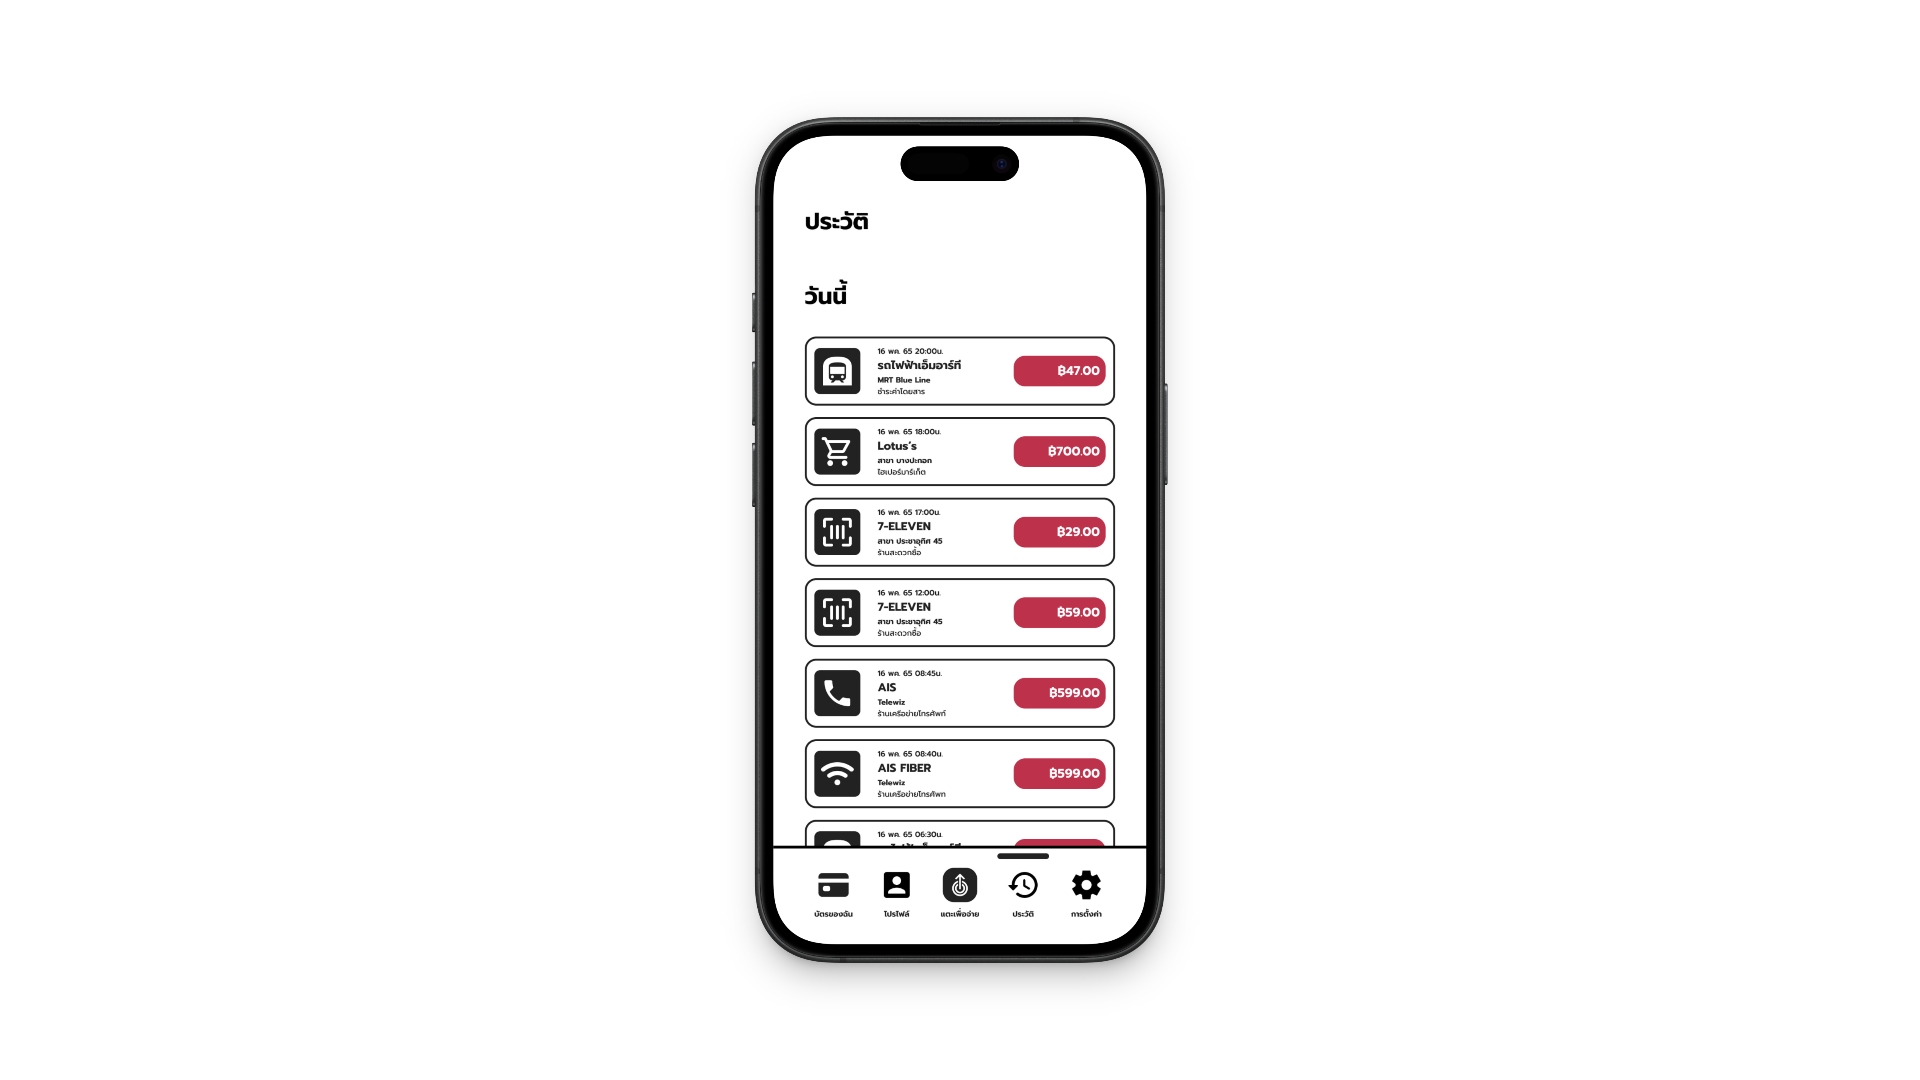 ประวัติ
วันนี้
16 พค. 65 20:00น.
รถไฟฟ้าเอ็มอาร์ที
MRT Blue Line
ชำระค่าโดยสาร
฿47.00
16 พค. 65 18:00น.
Lotus's
สาขา บางปะกอก
ไฮเปอร์มาร์เก็ต
฿700.00
16 พค. 65 17:00น.
7-ELEVEN
สาขา ประชาอุทิศ 45
ร้านสะดวกซื้อ
฿29.00
16 พค. 65 12:00น.
7-ELEVEN
สาขา ประชาอุทิศ 45
ร้านสะดวกซื้อ
฿59.00
16 พค. 65 08:45น.
AIS
Telewiz
ร้านเครือข่ายโทรศัพท์
฿599.00
16 พค. 65 08:40น.
AIS FIBER
Telewiz
ร้านเครือข่ายโทรศัพท
฿599.00
16 พค. 65 06:30น.
บัตรของฉัน
โปรไฟล์
แตะเพื่อจ่าย
ประวัติ
การตั้งค่า